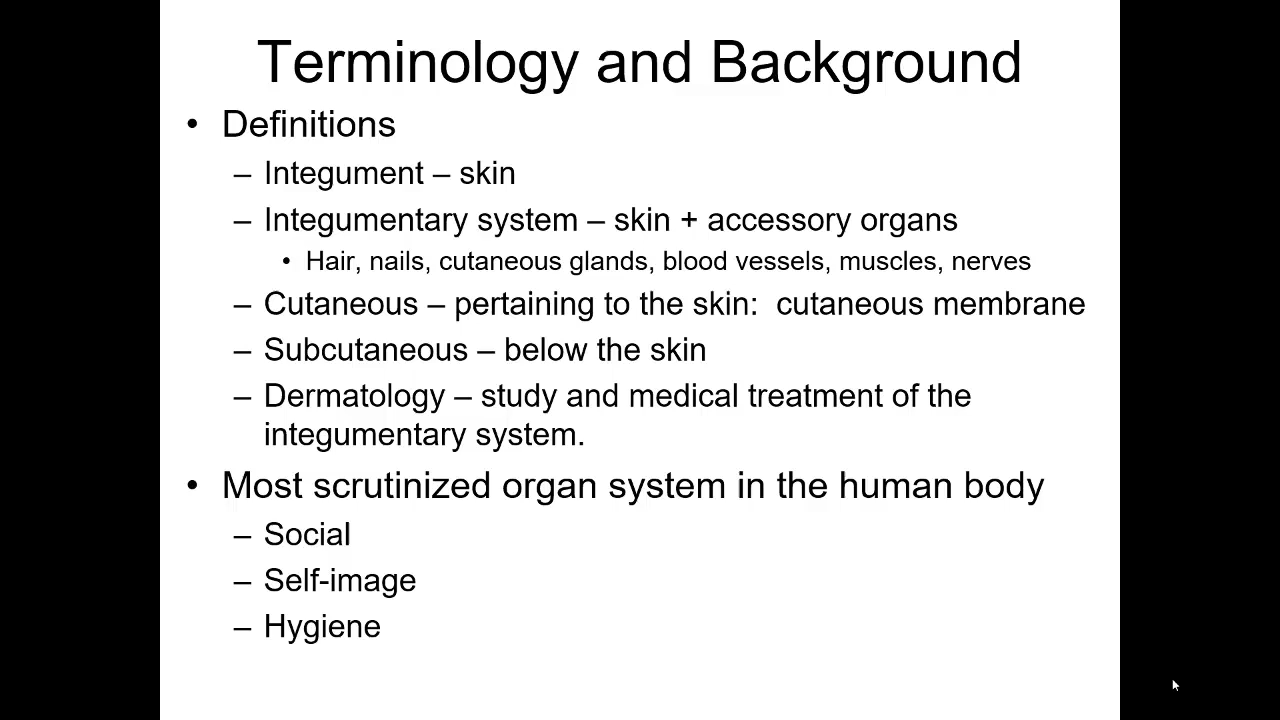 Terminology and Background
• Definitions
– Integument – skin
– Integumentary system – skin + accessory organs
• Hair, nails, cutaneous glands, blood vessels, muscles, nerves
– Cutaneous – pertaining to the skin:  cutaneous membrane
– Subcutaneous – below the skin
– Dermatology – study and medical treatment of the
integumentary system.
• Most scrutinized organ system in the human body
– Social
– Self-image
– Hygiene